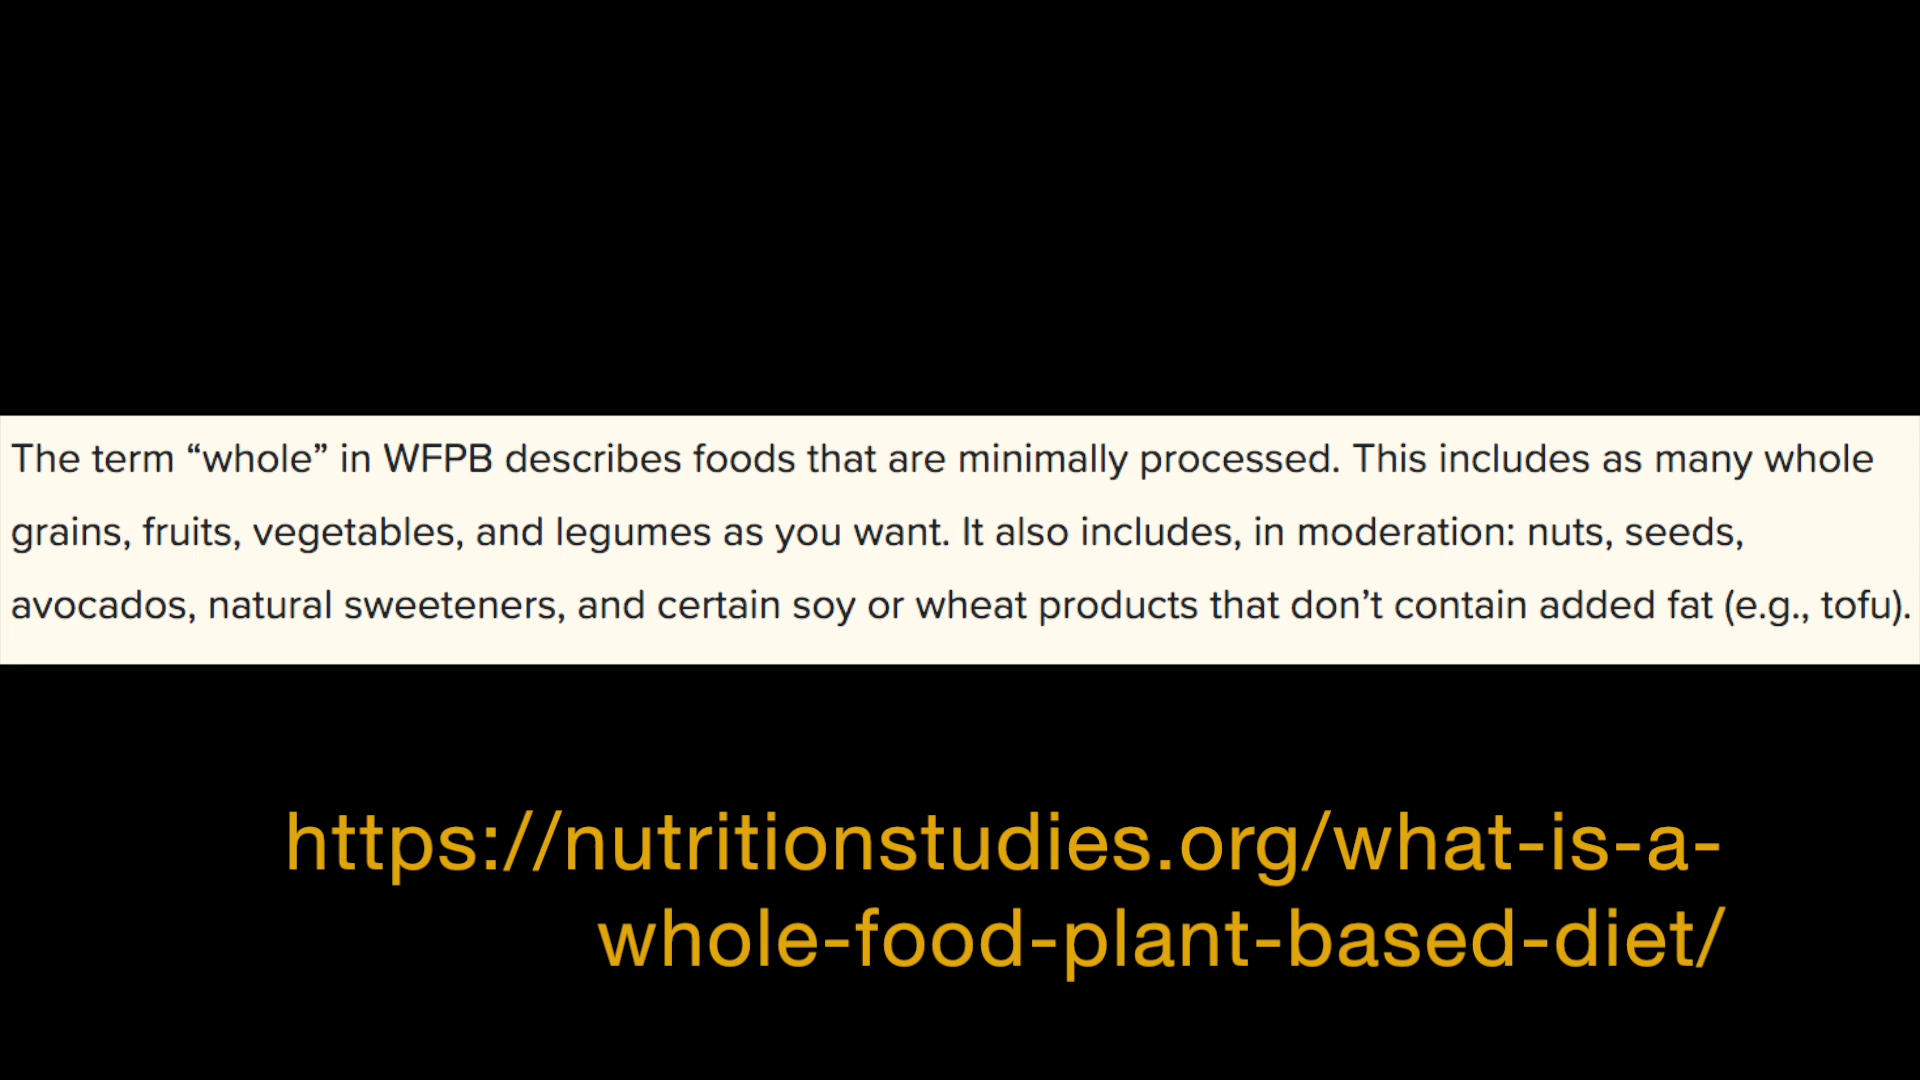 The term “whole” in WFPB describes foods that are minimally processed. This includes as many whole
grains, fruits, vegetables, and legumes as you want. It also includes, in moderation: nuts, seeds,
avocados, natural sweeteners, and certain soy or wheat products that don’t contain added fat (e.g., tofu).
https://nutritionstudies.org/what-is-a-
whole-food-plant-based-diet/